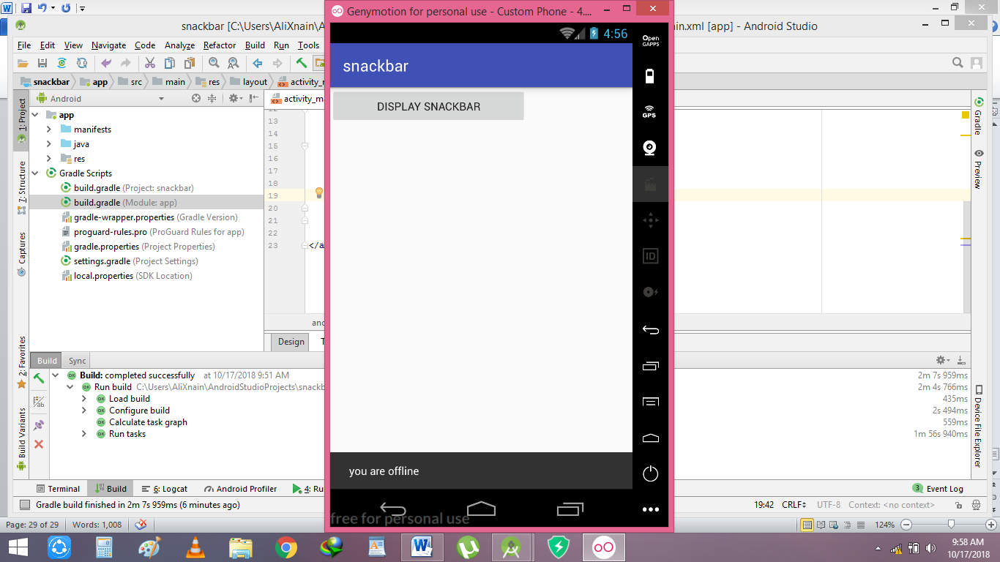 Genymotion for personal use - Custom Phone - 4....
snackbar [C:\Users\AliXnain\AndroidStudioProjects\
in.xml [app] - Android Studio
File Edit View Navigate Code Analyze Refactor Build Run Tools
snackbar app src main res layout activity_m
Android
activity_m
1: Project
7: Structure
Captures
2: Favorites
Build Variants
app
manifests
java
res
Gradle Scripts
build.gradle (Project: snackbar)
build.gradle (Module: app)
gradle-wrapper.properties (Gradle Version)
proguard-rules.pro (ProGuard Rules for app)
gradle.properties (Project Properties)
settings.gradle (Project Settings)
local.properties (SDK Location)
12
13
14
15
16
17
18
19
20
21
22
23 </a
and
Design T
4:56
snackbar
DISPLAY SNACKBAR
you are offline
free for personal use
Open
GAPPS
GPS
ID
Gradle
Preview
Device File Explorer
Build Sync
Build: completed successfully at 10/17/2018 9:51 AM 2m 7s 959ms
Run build C:\Users\AliXnain\AndroidStudioProjects\snackb 2m 4s 766ms
Load build 435ms
Configure build 2s 494ms
Calculate task graph 559ms
Run tasks 1m 56s 940ms
Terminal Build 6: Logcat Android Profiler 4: Ru 3 Event Log
Gradle build finished in 2m 7s 959ms (6 minutes ago) 19:42 CRLF UTF-8 Context: <no context>
Page: 29 of 29 Words: 1,008 124%
9:58 AM
10/17/2018